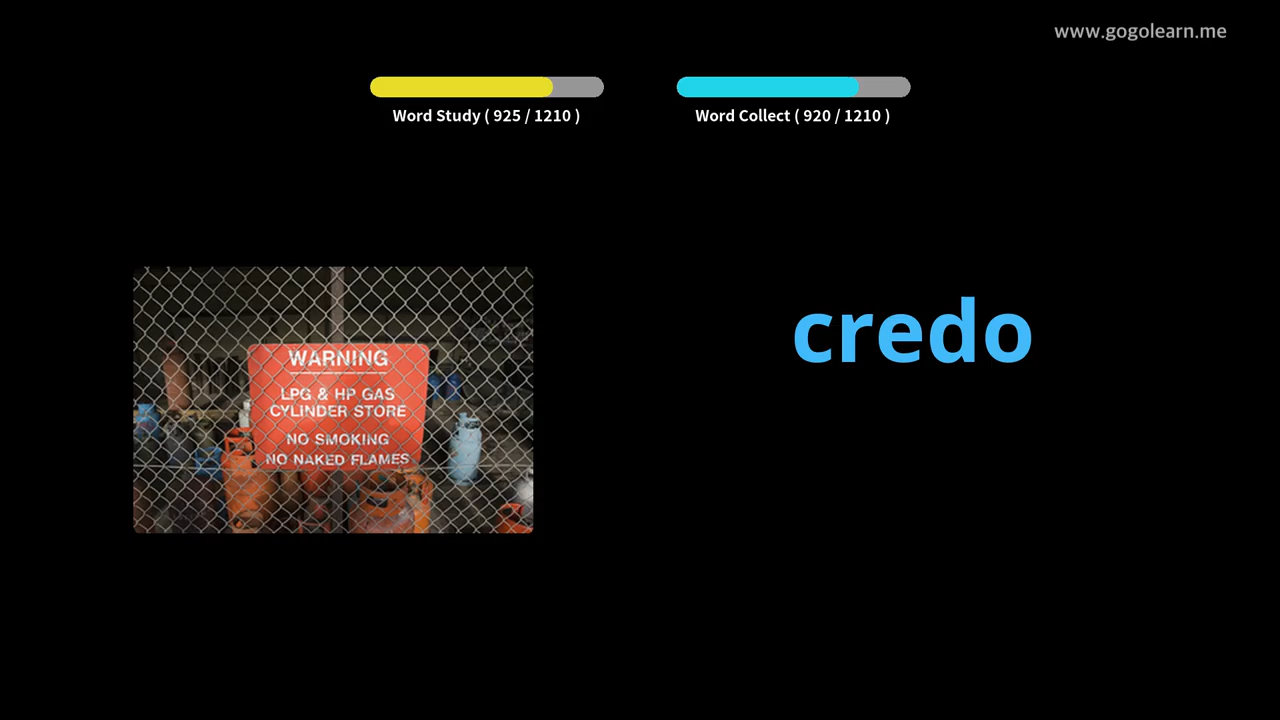 www.gogolearn.me
Word Study ( 925 / 1210 )
Word Collect ( 920 / 1210 )
WARNING
LPG & HP GAS
CYLINDER STORE
NO SMOKING
NO NAKED FLAMES
credo